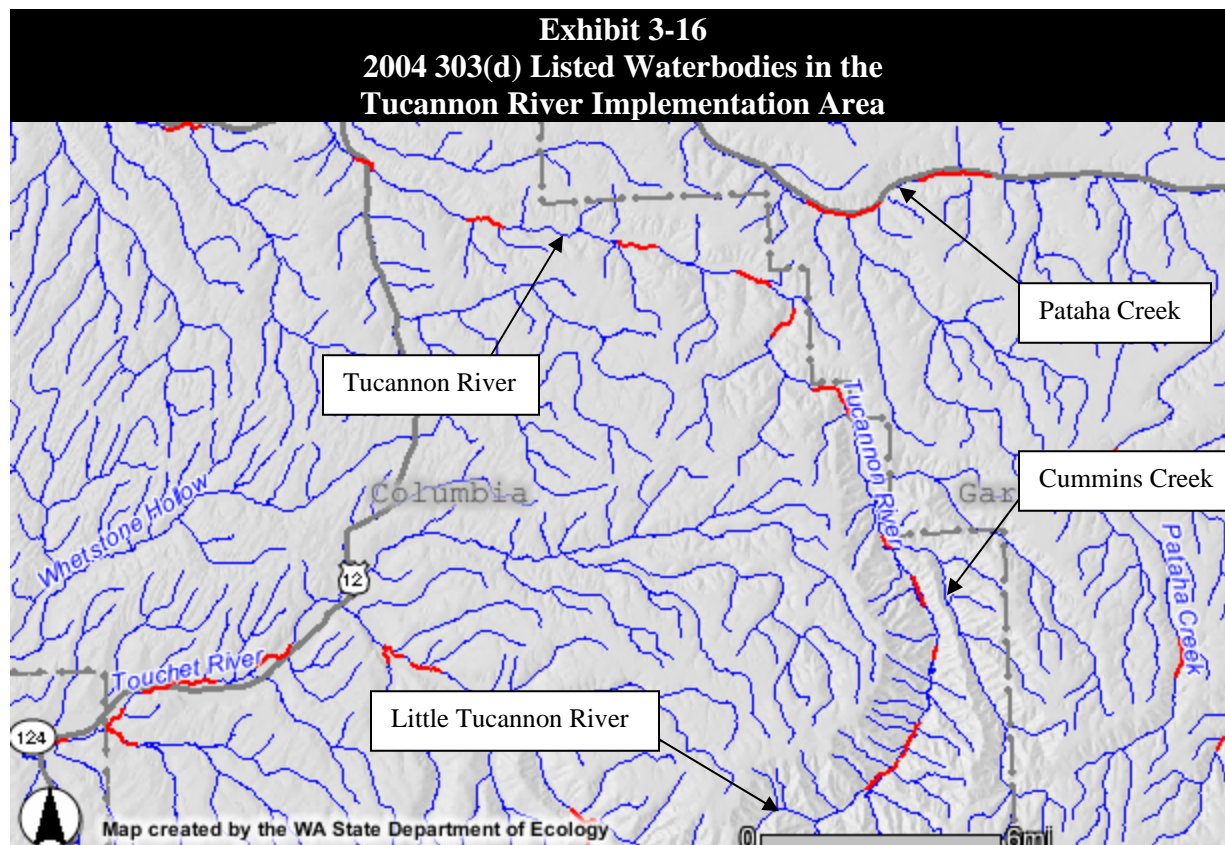 Exhibit 3-16
2004 303(d) Listed Waterbodies in the
Tucannon River Implementation Area
Pataha Creek
Tucannon River
Tucannon River
Cummins Creek
Columbia
Gar
Whetstone Hollow
Pataha Creek
12
Touchet River
Little Tucannon River
124
Map created by the WA State Department of Ecology
0 6mi